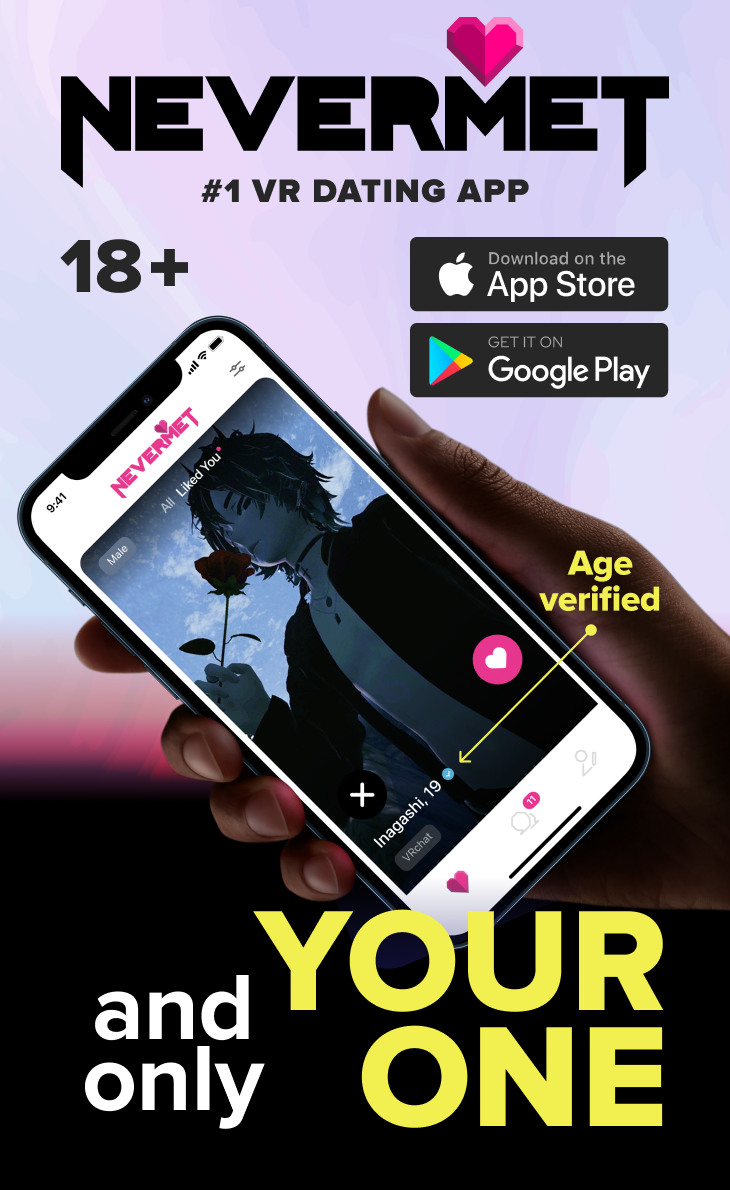 NEVERMET
#1 VR DATING APP
18+
Download on the
App Store
GET IT ON
Google Play
9:41
NEVERMET
All Liked You
Male
Age
verified
Inagashi, 19
VRchat
11
YOUR
and
only
ONE